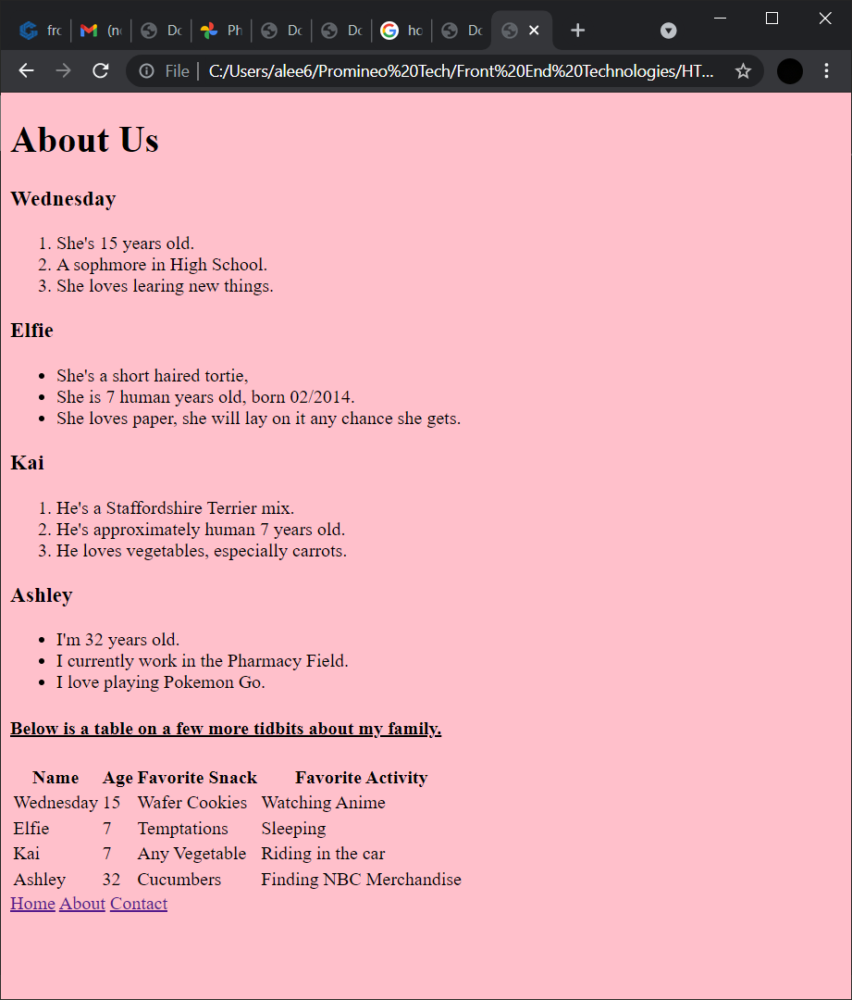 frc
(no
Dc
Ph
Dc
Dc
ho
Dc
File
C:/Users/alee6/Promineo%20Tech/Front%20End%20Technologies/HT...
About Us
Wednesday
1. She's 15 years old.
2. A sophmore in High School.
3. She loves learing new things.
Elfie
• She's a short haired tortie,
• She is 7 human years old, born 02/2014.
• She loves paper, she will lay on it any chance she gets.
Kai
1. He's a Staffordshire Terrier mix.
2. He's approximately human 7 years old.
3. He loves vegetables, especially carrots.
Ashley
• I'm 32 years old.
• I currently work in the Pharmacy Field.
• I love playing Pokemon Go.
Below is a table on a few more tidbits about my family.
Name Age Favorite Snack Favorite Activity
Wednesday 15 Wafer Cookies Watching Anime
Elfie 7 Temptations Sleeping
Kai 7 Any Vegetable Riding in the car
Ashley 32 Cucumbers Finding NBC Merchandise
Home About Contact